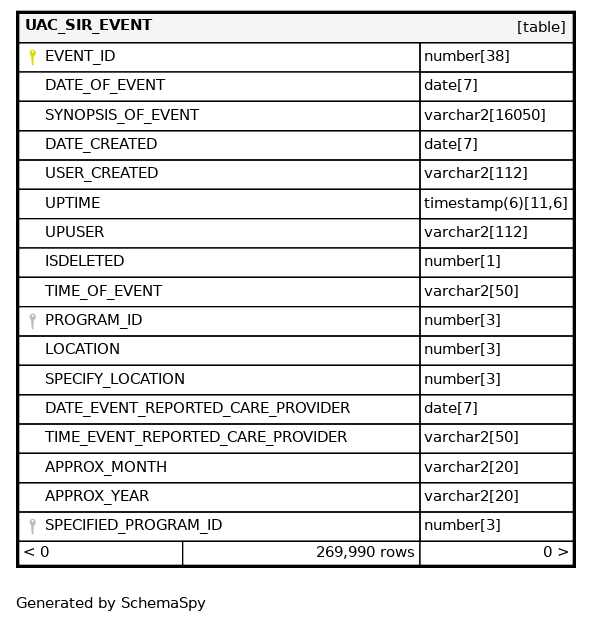 UAC_SIR_EVENT [table]
EVENT_ID number[38]
DATE_OF_EVENT date[7]
SYNOPSIS_OF_EVENT varchar2[16050]
DATE_CREATED date[7]
USER_CREATED varchar2[112]
UPTIME timestamp(6)[11,6]
UPUSER varchar2[112]
ISDELETED number[1]
TIME_OF_EVENT varchar2[50]
PROGRAM_ID number[3]
LOCATION number[3]
SPECIFY_LOCATION number[3]
DATE_EVENT_REPORTED_CARE_PROVIDER date[7]
TIME_EVENT_REPORTED_CARE_PROVIDER varchar2[50]
APPROX_MONTH varchar2[20]
APPROX_YEAR varchar2[20]
SPECIFIED_PROGRAM_ID number[3]
< 0 269,990 rows 0 >
Generated by SchemaSpy